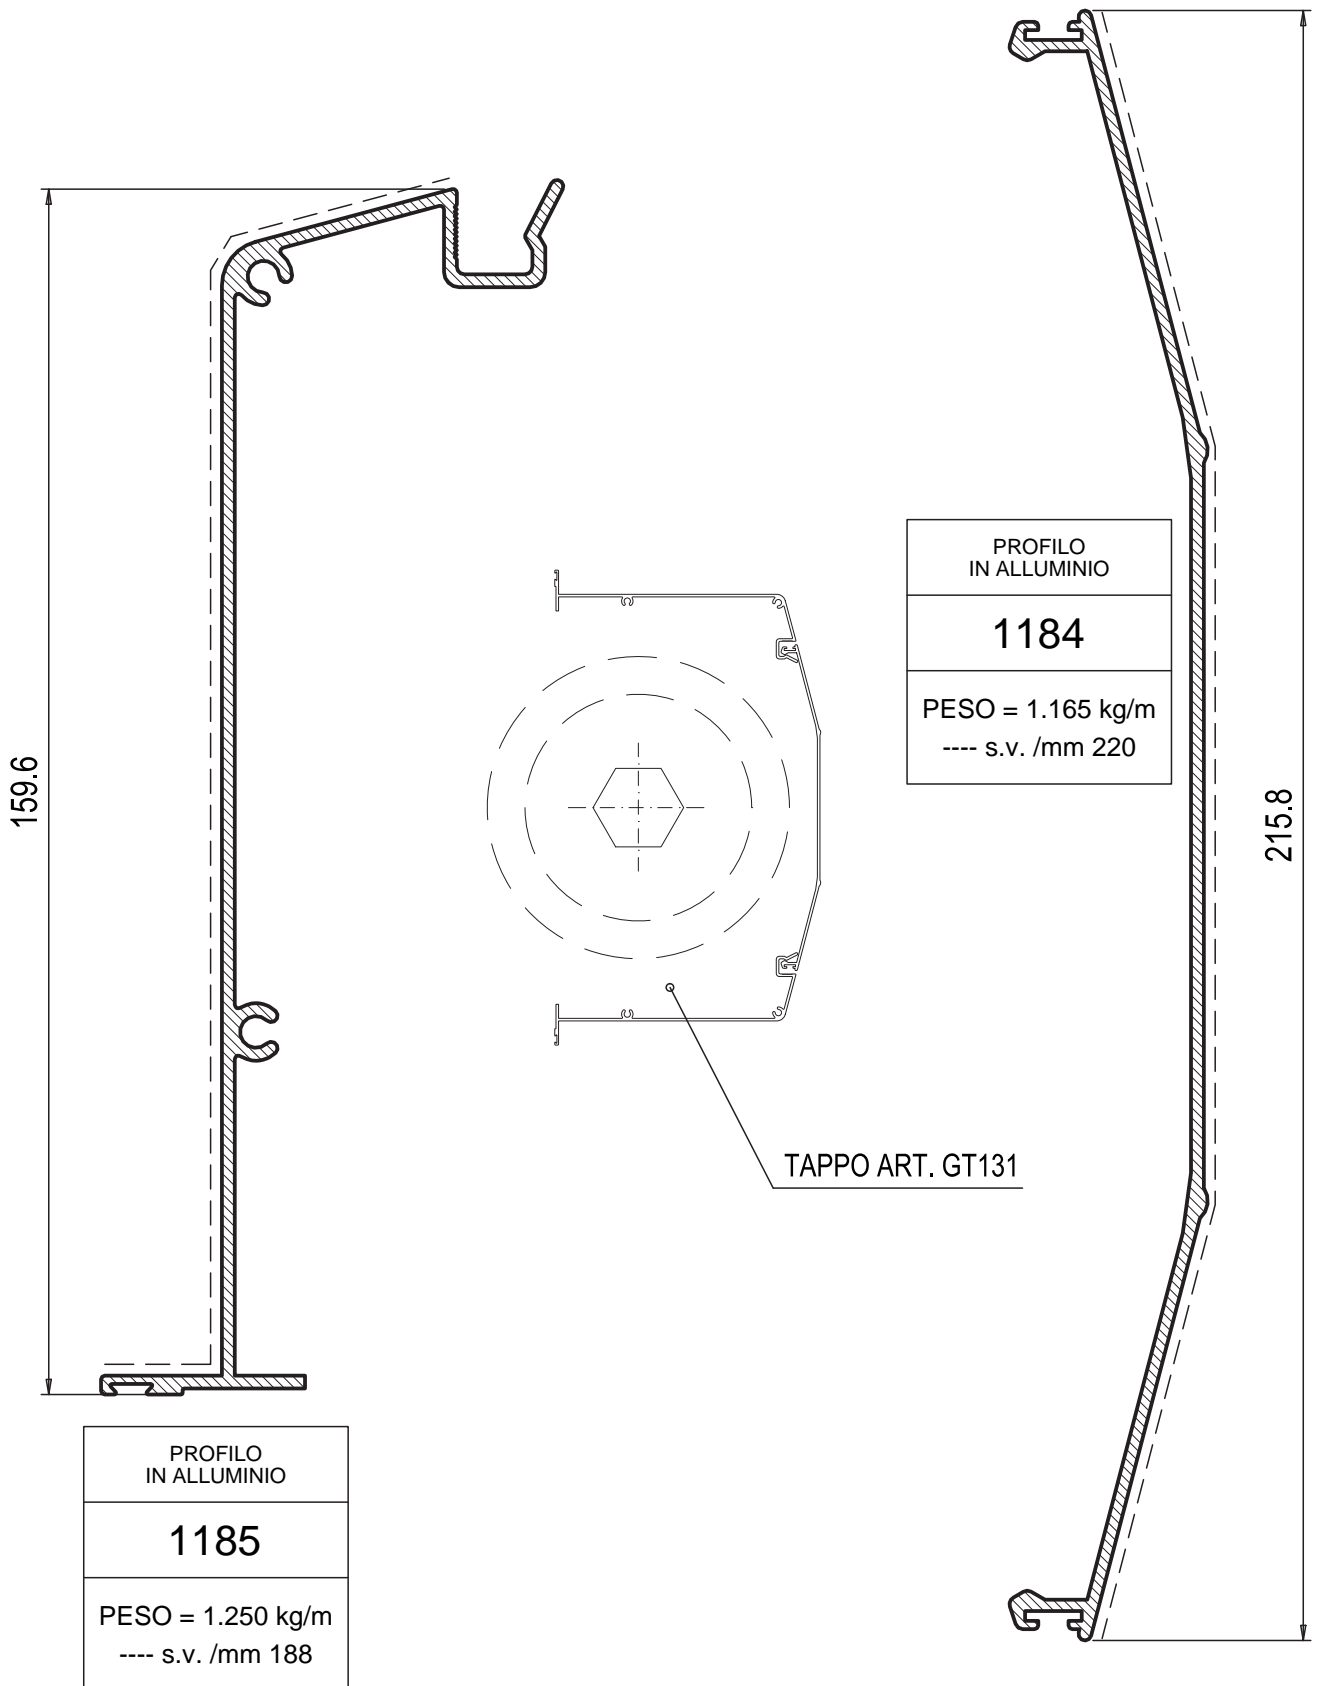 159.6
PROFILO
IN ALLUMINIO
1184
PESO = 1.165 kg/m
---- s.v. /mm 220
215.8
TAPPO ART. GT131
PROFILO
IN ALLUMINIO
1185
PESO = 1.250 kg/m
---- s.v. /mm 188